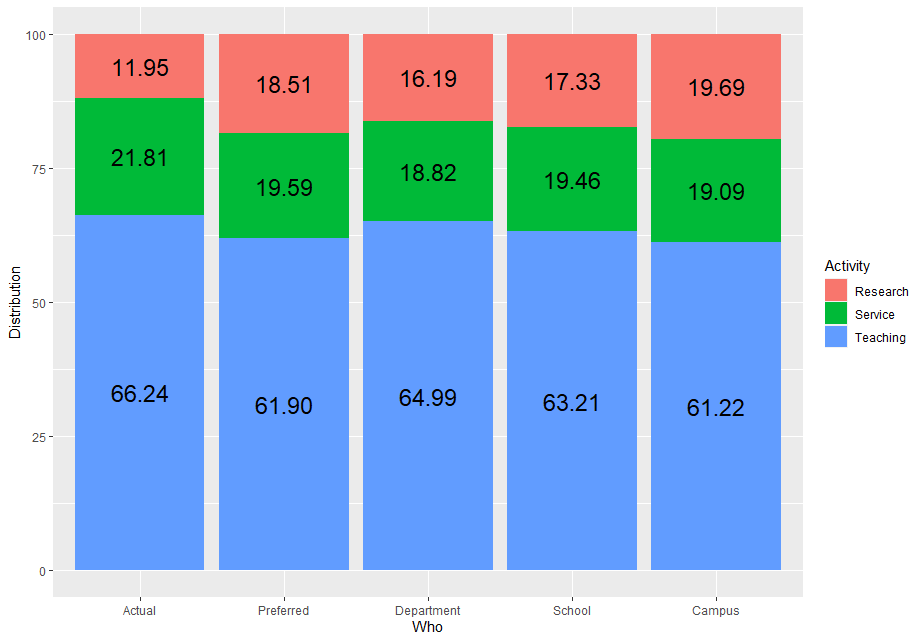 100
75
50
25
0
Distribution
11.95 18.51 16.19 17.33 19.69
21.81 19.59 18.82 19.46 19.09
66.24 61.90 64.99 63.21 61.22
Actual Preferred Department School Campus
Who
Activity
Research
Service
Teaching